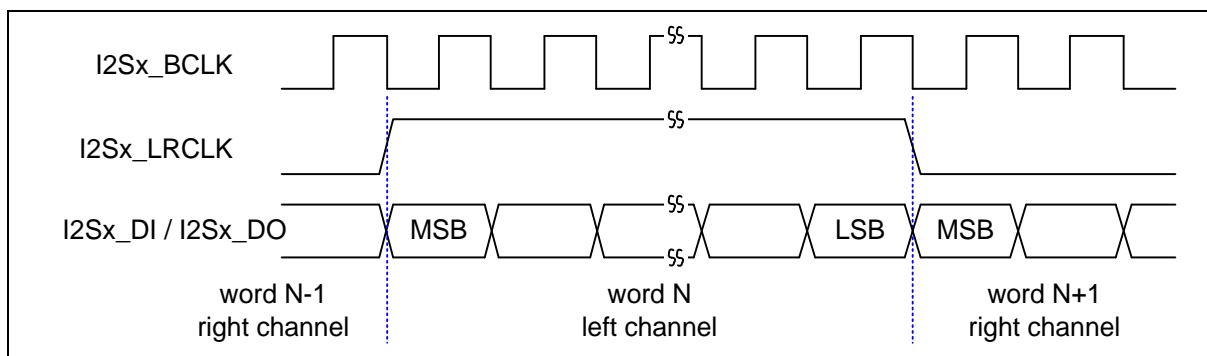 I2Sx_BCLK
I2Sx_LRCLK
I2Sx_DI / I2Sx_DO
MSB
LSB
MSB
word N-1
right channel
word N
left channel
word N+1
right channel